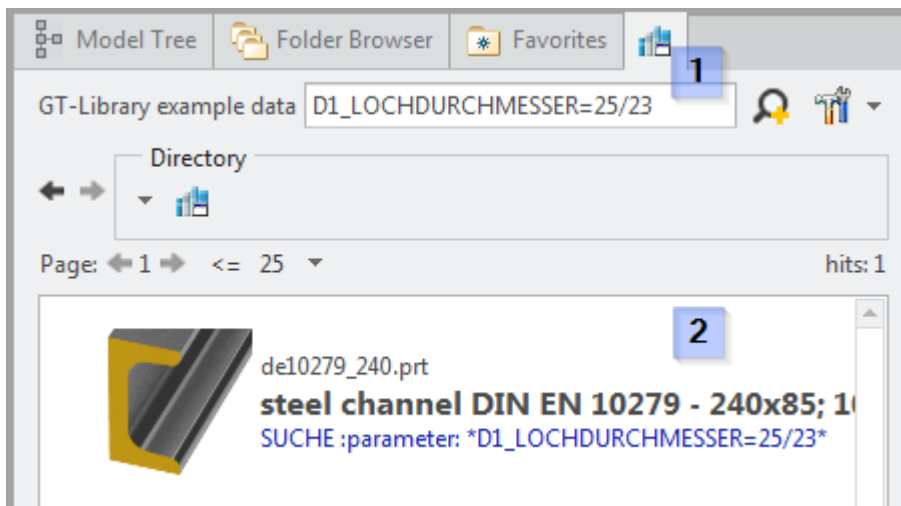 Model Tree Folder Browser Favorites
1
GT-Library example data D1_LOCHDURCHMESSER=25/23
Directory
Page: 1 <= 25 hits: 1
2
de10279_240.prt
steel channel DIN EN 10279 - 240x85; 1
SUCHE :parameter: *D1_LOCHDURCHMESSER=25/23*